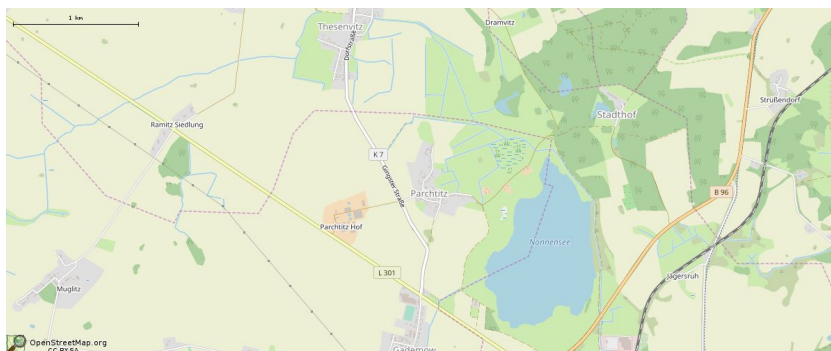 1 km
Thesenvitz
Dorfstraße
Dramvitz
Ramitz Siedlung
Stadthof
Strußendorf
K 7
Gingster Straße
Parchtitz
B 96
Parchtitz Hof
Nonnensee
L 301
Jägersruh
Muglitz
Gademow
OpenStreetMap.org
CC-BY-SA